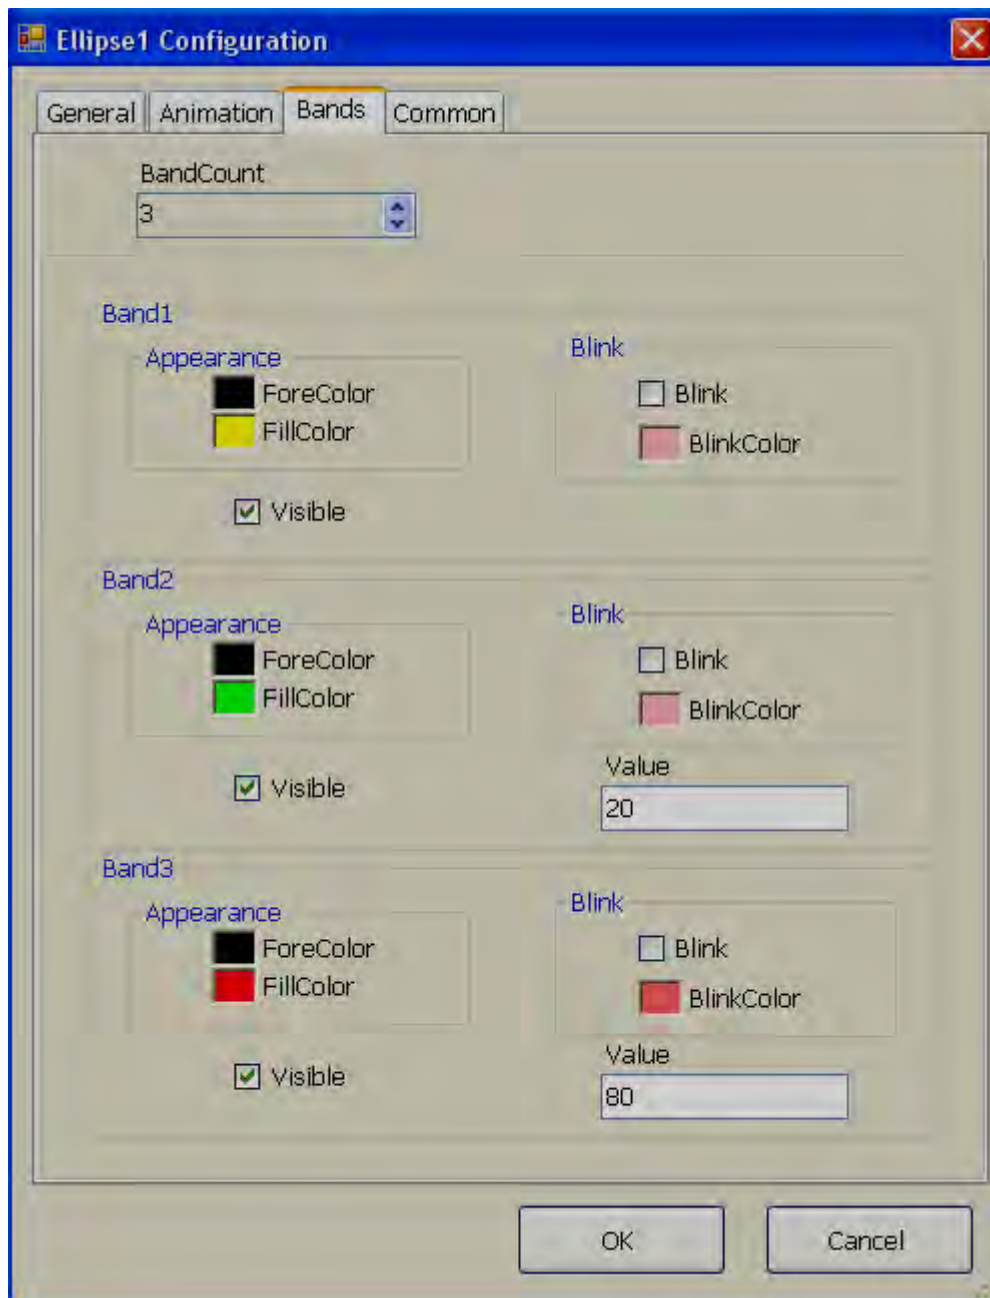 Ellipse1 Configuration
General Animation Bands Common
BandCount
3
Band1
Appearance
ForeColor
FillColor
Visible
Blink
Blink
BlinkColor
Band2
Appearance
ForeColor
FillColor
Visible
Blink
Blink
BlinkColor
Value
20
Band3
Appearance
ForeColor
FillColor
Visible
Blink
Blink
BlinkColor
Value
80
OK Cancel